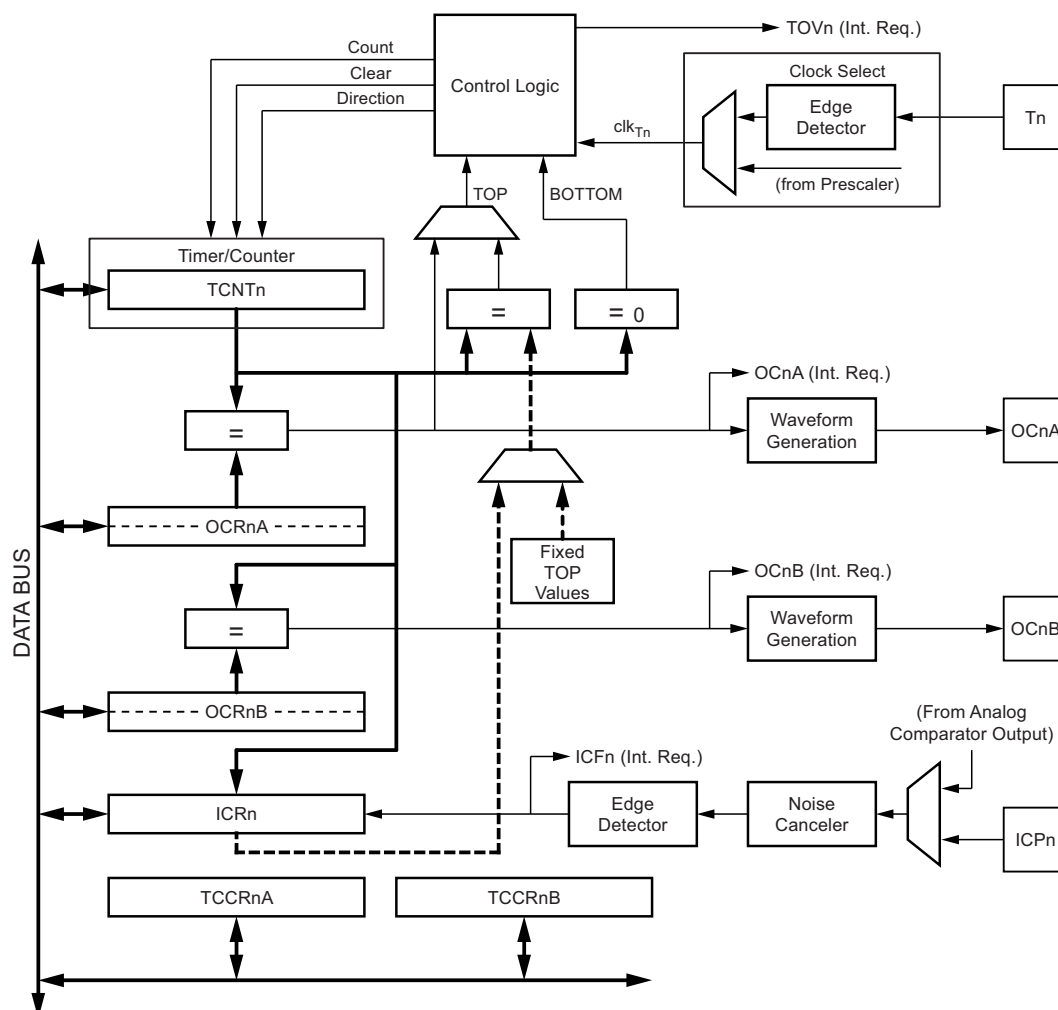 TOVn (Int. Req.)
Count
Clear
Direction
Control Logic
Clock Select
Edge
Detector
Tn
clkTn
(from Prescaler)
TOP
BOTTOM
Timer/Counter
TCNTn
=
= 0
OCnA (Int. Req.)
=
Waveform
Generation
OCnA
OCRnA
Fixed
TOP
Values
DATA BUS
OCnB (Int. Req.)
=
Waveform
Generation
OCnB
OCRnB
(From Analog
Comparator Output)
ICFn (Int. Req.)
ICRn
Edge
Detector
Noise
Canceler
ICPn
TCCRnA
TCCRnB